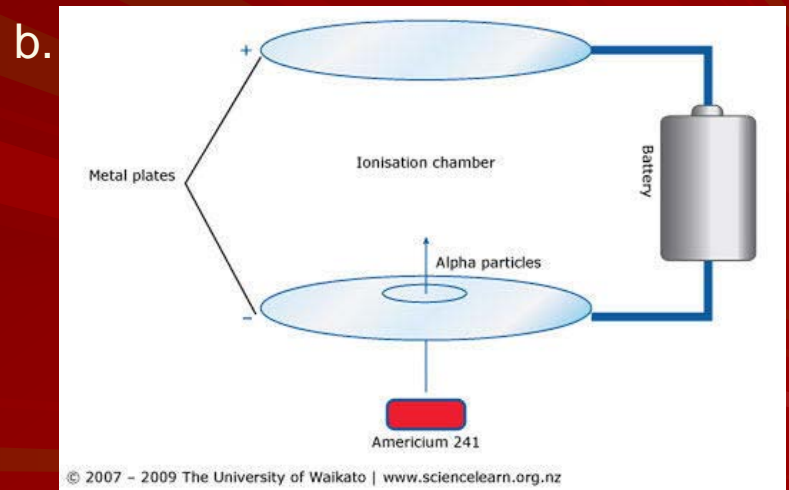 b.
+
Metal plates
Ionisation chamber
Battery
Alpha particles
−
Americium 241
© 2007 – 2009 The University of Waikato | www.sciencelearn.org.nz